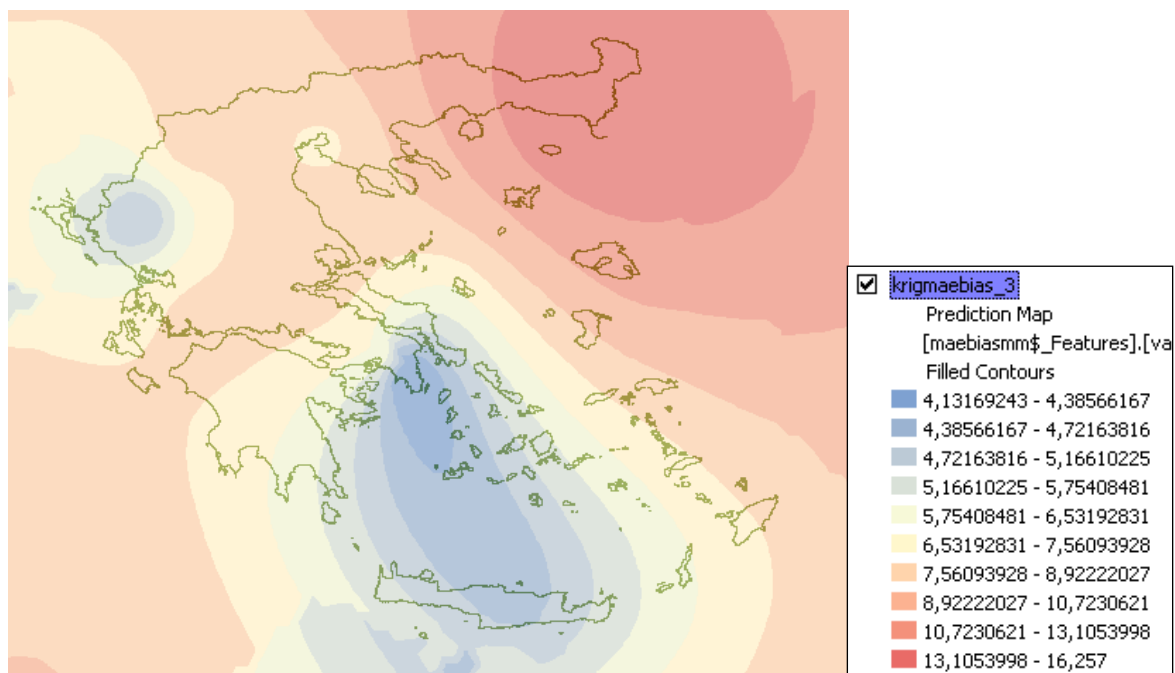 krigmaebias_3
Prediction Map
[maebiasmm$_Features].[va
Filled Contours
4,13169243 - 4,38566167
4,38566167 - 4,72163816
4,72163816 - 5,16610225
5,16610225 - 5,75408481
5,75408481 - 6,53192831
6,53192831 - 7,56093928
7,56093928 - 8,92222027
8,92222027 - 10,7230621
10,7230621 - 13,1053998
13,1053998 - 16,257